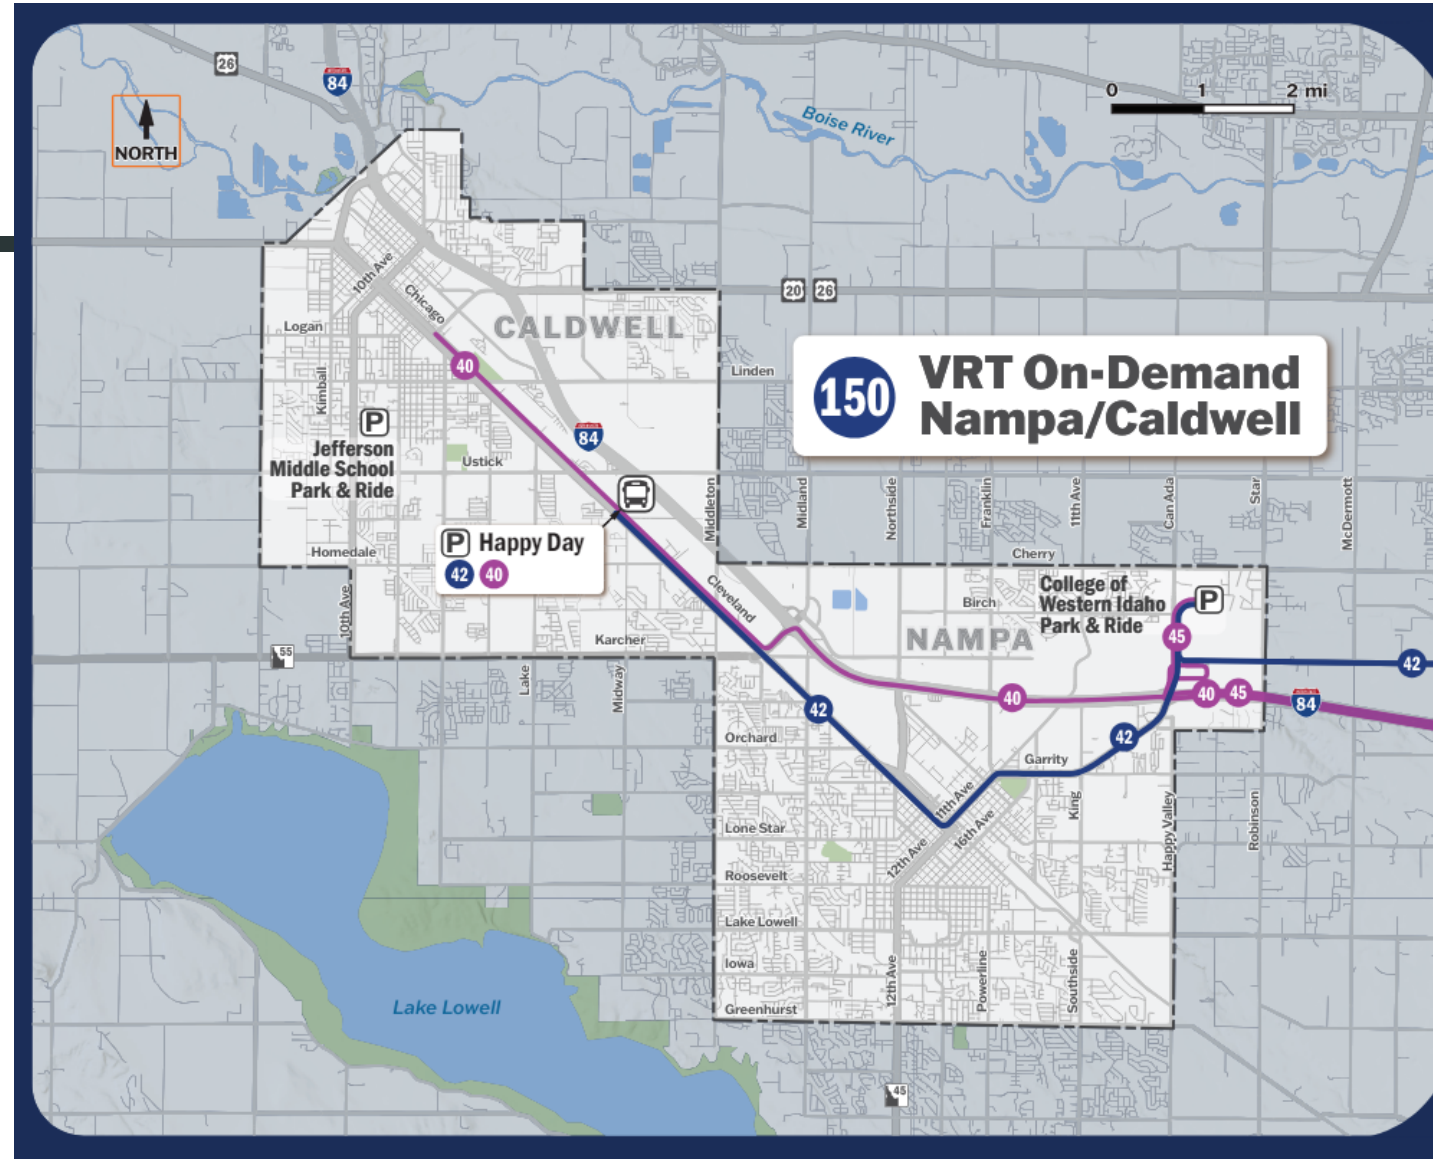 26
84
NORTH
0 1 2 mi
Boise River
10th Ave
Chicago
20 26
Logan
CALDWELL
40
Linden
150
VRT On-Demand
Nampa/Caldwell
Kimball
P
Jefferson
Middle School
Park & Ride
84
Ustick
Middleton
Midland
Northside
Franklin
11th Ave
Can Ada
Star
McDermott
P Happy Day
42 40
Homedale
Cherry
10th Ave
Cleveland
Birch
College of
Western Idaho
Park & Ride
P
Karcher
NAMPA
45
55
42
Lake
Midway
40
40 45
84
42
Orchard
42
Garrity
11th Ave
King
Happy Valley
Robinson
Lone Star
16th Ave
12th Ave
Roosevelt
Lake Lowell
Iowa
12th Ave
Powerline
Southside
Greenhurst
Lake Lowell
45